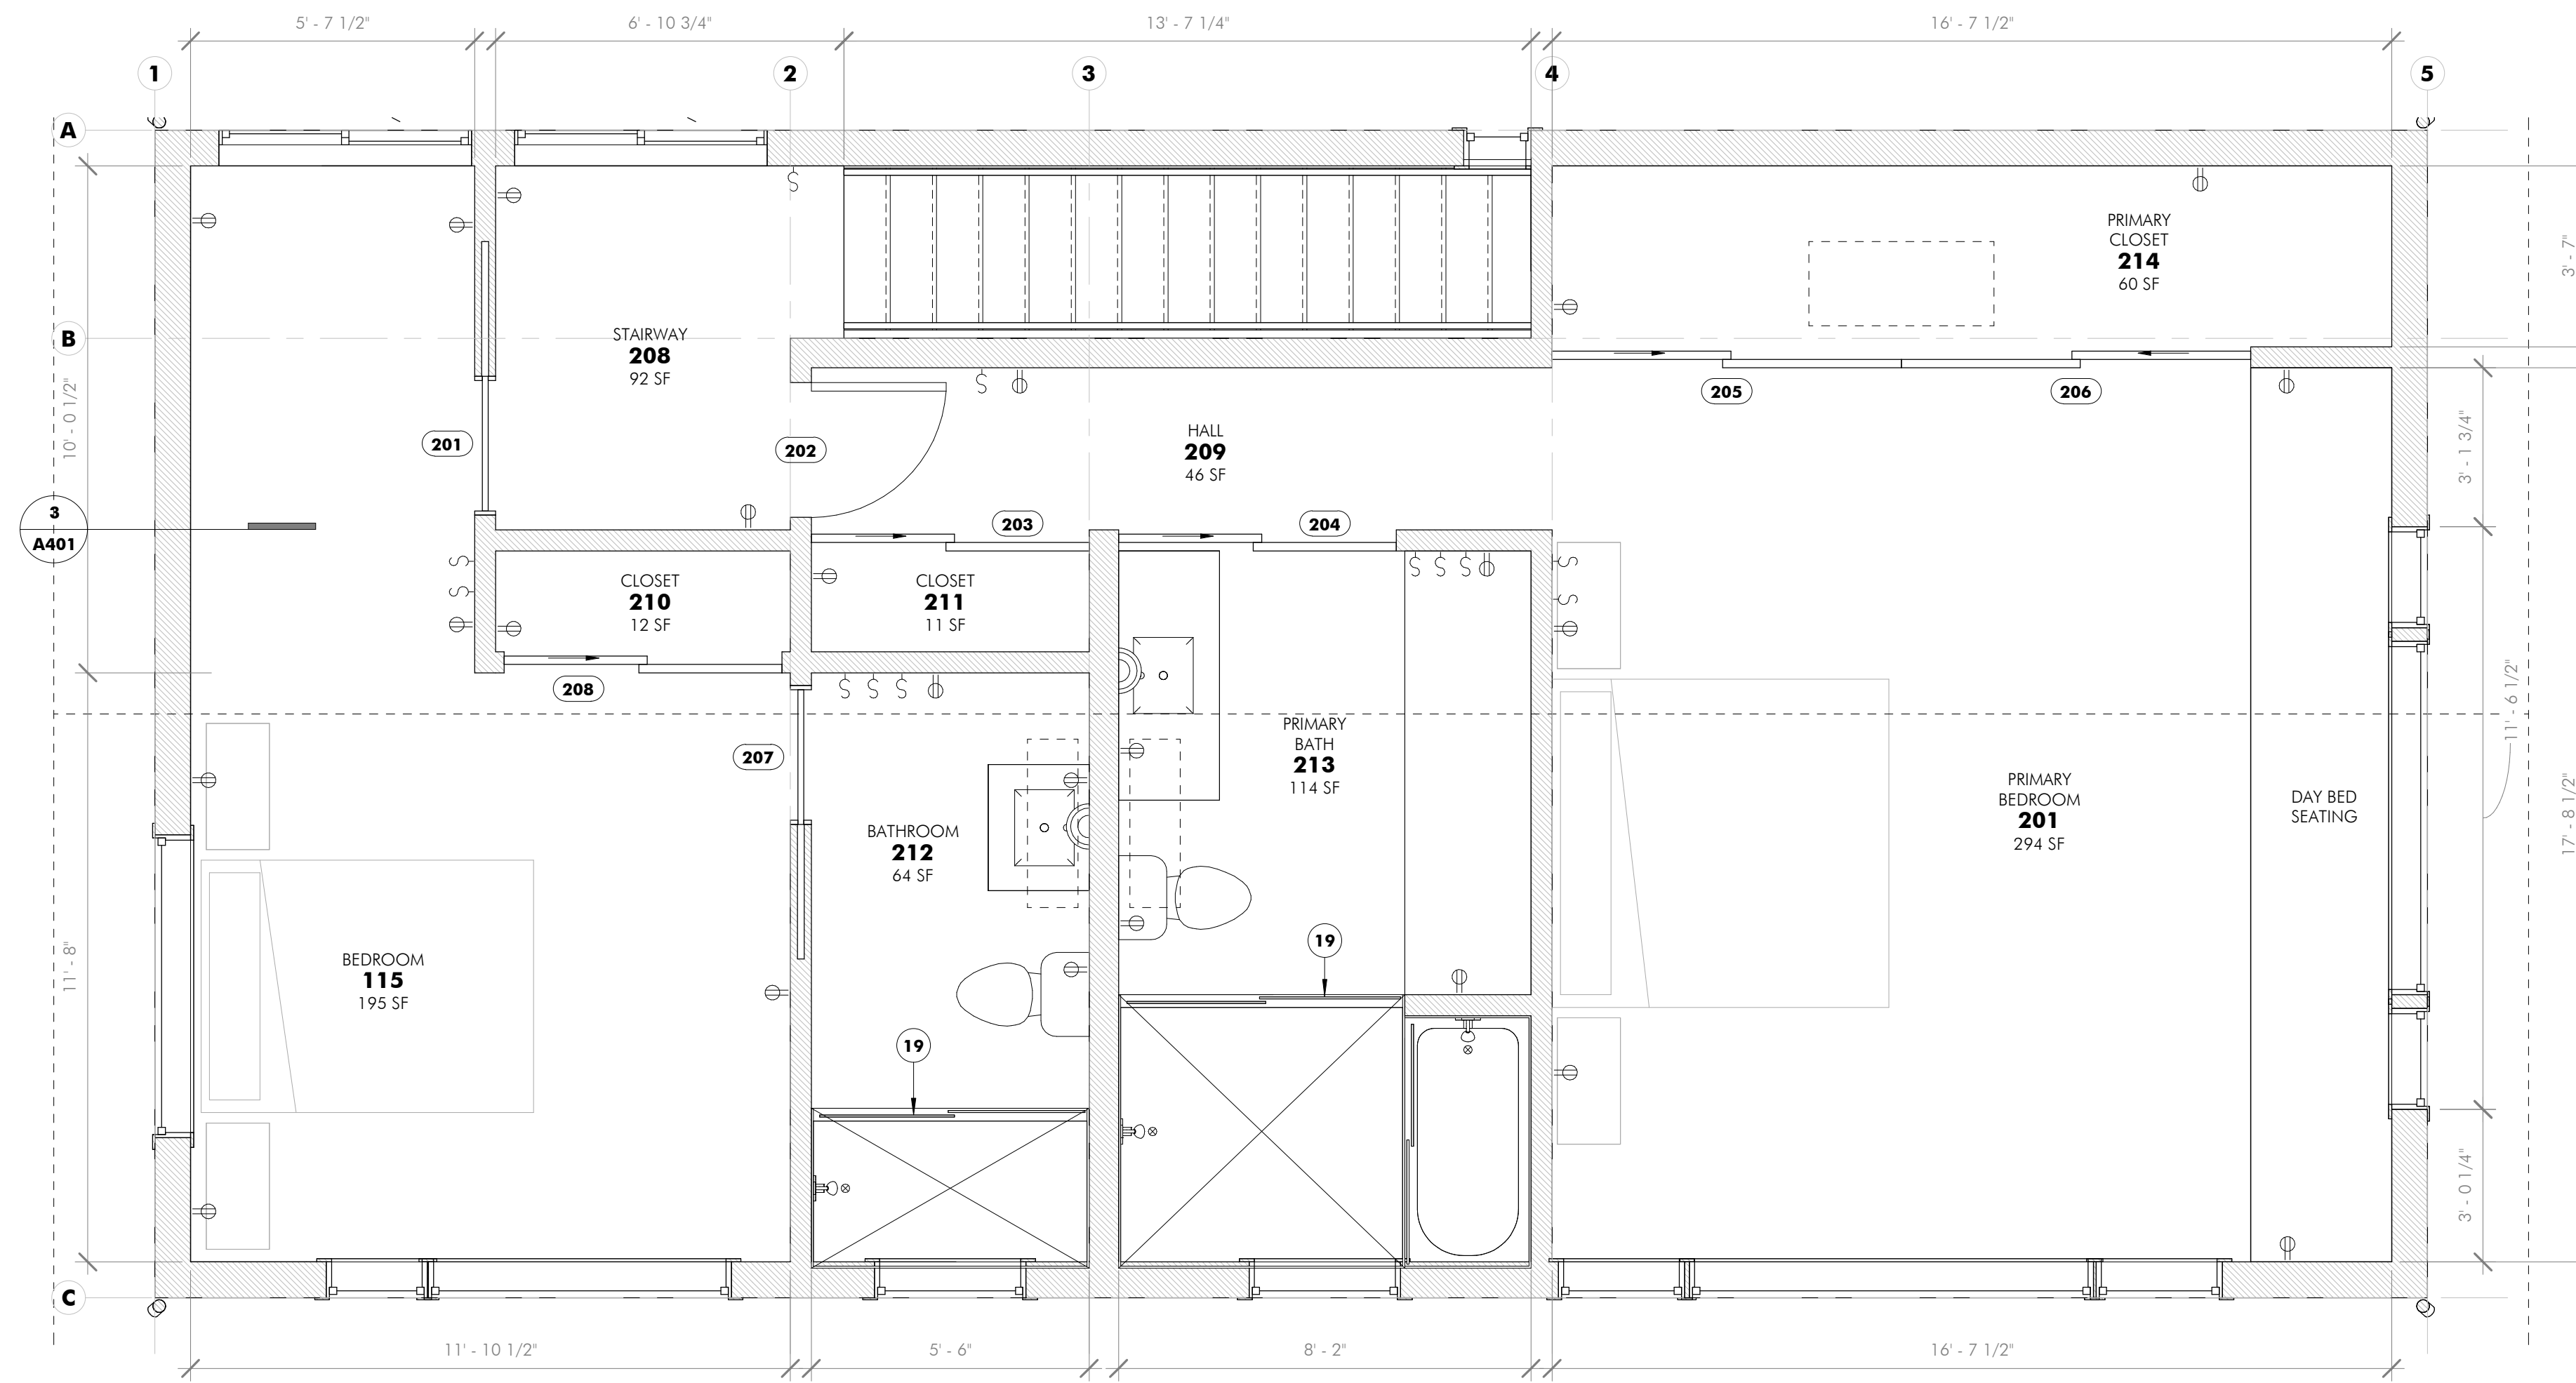 5' - 7 1/2"
6' - 10 3/4"
13' - 7 1/4"
16' - 7 1/2"
1
2
3
4
5
A
B
C
PRIMARY
CLOSET
214
60 SF
3' - 7"
STAIRWAY
208
92 SF
10' - 0 1/2"
201
202
205
206
HALL
209
46 SF
3' - 1 3/4"
3
A401
203
204
CLOSET
210
12 SF
CLOSET
211
11 SF
208
207
11' - 6 1/2"
PRIMARY
BATH
213
114 SF
PRIMARY
BEDROOM
201
294 SF
DAY BED
SEATING
17' - 8 1/2"
BATHROOM
212
64 SF
BEDROOM
115
195 SF
11' - 8"
19
19
3' - 0 1/4"
11' - 10 1/2"
5' - 6"
8' - 2"
16' - 7 1/2"